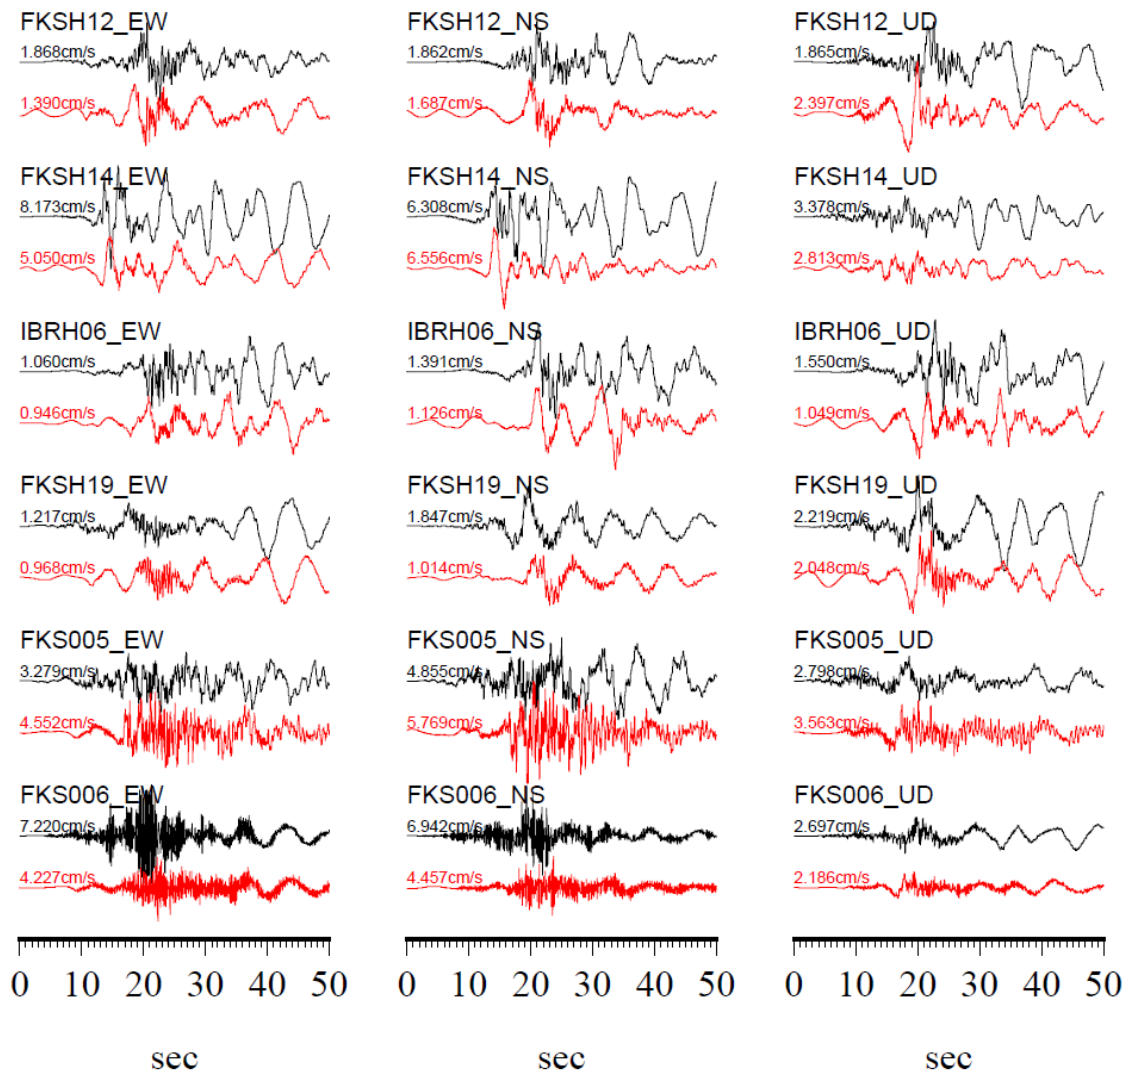 FKSH12_EW FKSH12_NS FKSH12_UD
1.868cm/s 1.862cm/s 1.865cm/s
1.390cm/s 1.687cm/s 2.397cm/s
FKSH14_EW FKSH14_NS FKSH14_UD
8.173cm/s 6.308cm/s 3.378cm/s
5.050cm/s 6.556cm/s 2.813cm/s
IBRH06_EW IBRH06_NS IBRH06_UD
1.060cm/s 1.391cm/s 1.550cm/s
0.946cm/s 1.126cm/s 1.049cm/s
FKSH19_EW FKSH19_NS FKSH19_UD
1.217cm/s 1.847cm/s 2.219cm/s
0.968cm/s 1.014cm/s 2.048cm/s
FKS005_EW FKS005_NS FKS005_UD
3.279cm/s 4.855cm/s 2.798cm/s
4.552cm/s 5.769cm/s 3.563cm/s
FKS006_EW FKS006_NS FKS006_UD
7.220cm/s 6.942cm/s 2.697cm/s
4.227cm/s 4.457cm/s 2.186cm/s
0 10 20 30 40 50 0 10 20 30 40 50 0 10 20 30 40 50
sec sec sec